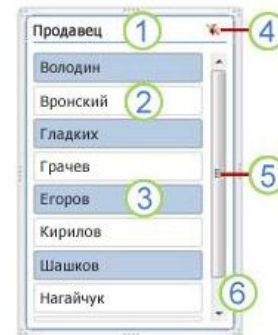 Продавец 1 4
Володин
Вронский 2
Гладких
Грачев 5
Егоров 3
Кирилов
Шашков
Нагайчук 6